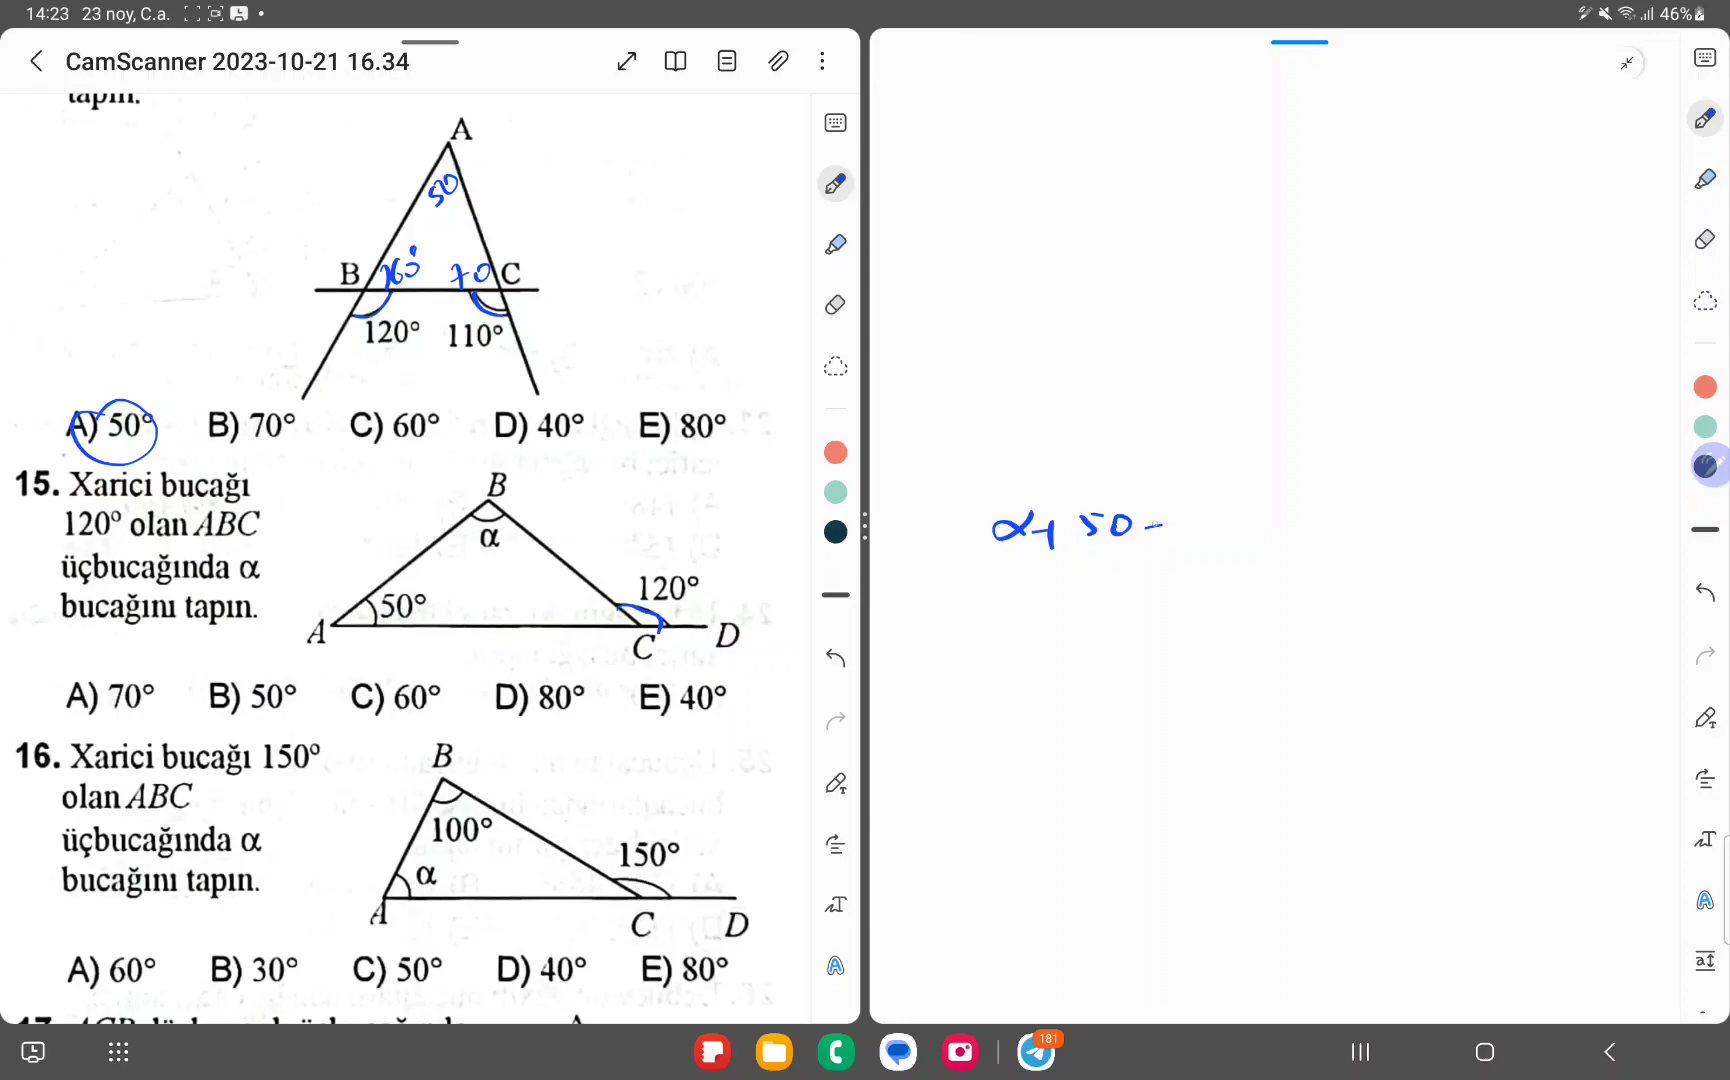 14:23 23 noy, C.a.
46%
CamScanner 2023-10-21 16.34
tapın.
A
50
B 60° 70 C
120° 110°
A) 50° B) 70° C) 60° D) 40° E) 80°
15. Xarici bucağı
120° olan ABC
üçbucağında α
bucağını tapın.
B
α
50°
120°
A C D
A) 70° B) 50° C) 60° D) 80° E) 40°
16. Xarici bucağı 150°
olan ABC
üçbucağında α
bucağını tapın.
B
100°
150°
α
A C D
A) 60° B) 30° C) 50° D) 40° E) 80°
α+ 50 =
181